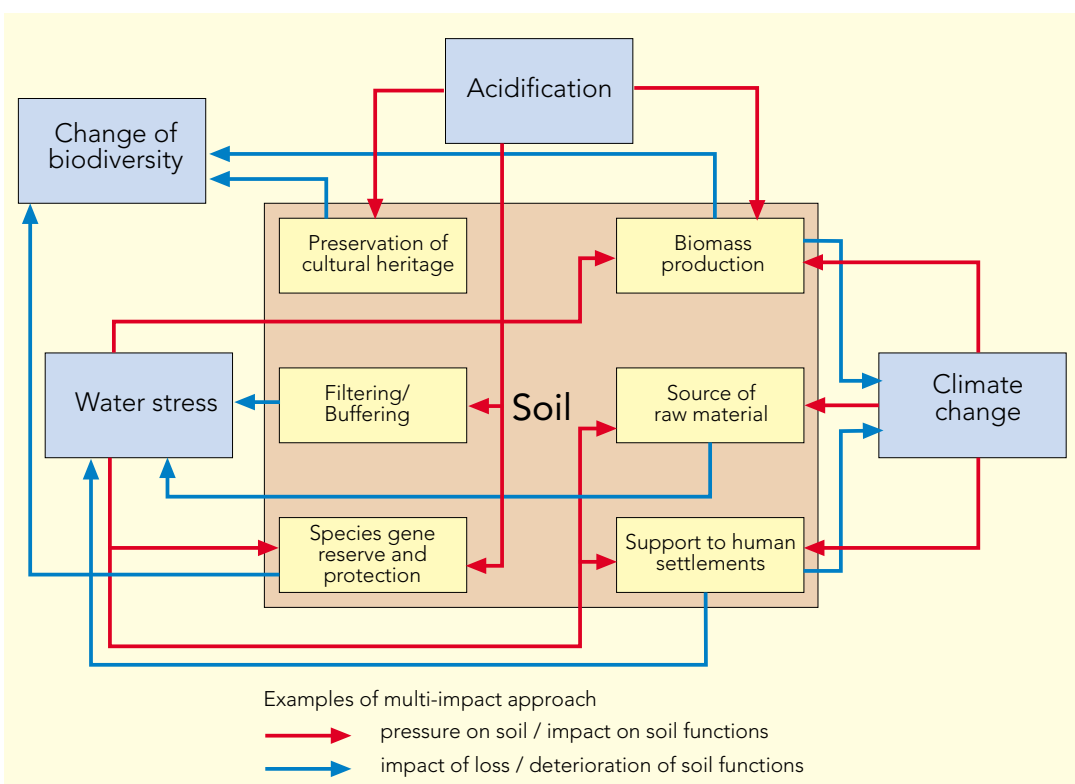 Acidification
Change of
biodiversity
Preservation of
cultural heritage
Biomass
production
Water stress
Filtering/
Buffering
Soil
Source of
raw material
Climate
change
Species gene
reserve and
protection
Support to human
settlements
Examples of multi-impact approach
pressure on soil / impact on soil functions
impact of loss / deterioration of soil functions